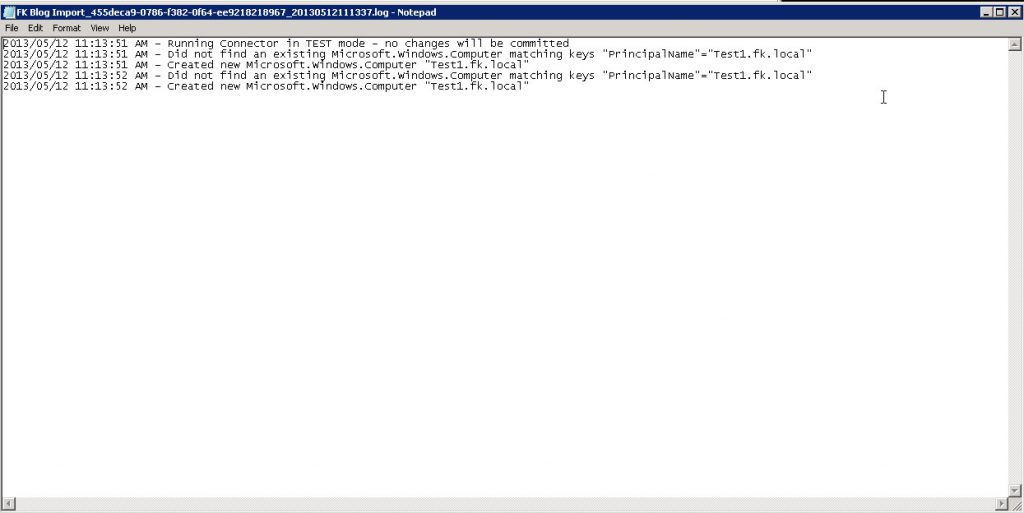 FK Blog Import_455deca9-0786-f382-0f64-ee9218218967_20130512111337.log - Notepad
File Edit Format View Help
2013/05/12 11:13:51 AM - Running Connector in TEST mode - no changes will be committed
2013/05/12 11:13:51 AM - Did not find an existing Microsoft.Windows.Computer matching keys "PrincipalName"="Test1.fk.local"
2013/05/12 11:13:51 AM - Created new Microsoft.Windows.Computer "Test1.fk.local"
2013/05/12 11:13:52 AM - Did not find an existing Microsoft.Windows.Computer matching keys "PrincipalName"="Test1.fk.local"
2013/05/12 11:13:52 AM - Created new Microsoft.Windows.Computer "Test1.fk.local"